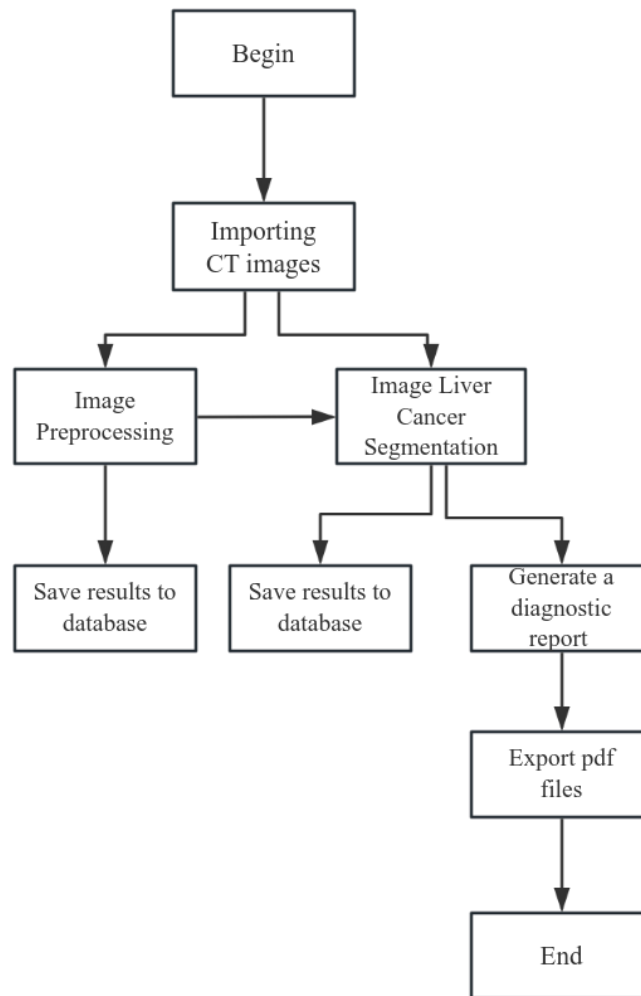 Begin
Importing
CT images
Image
Preprocessing
Image Liver
Cancer
Segmentation
Save results to
database
Save results to
database
Generate a
diagnostic
report
Export pdf
files
End